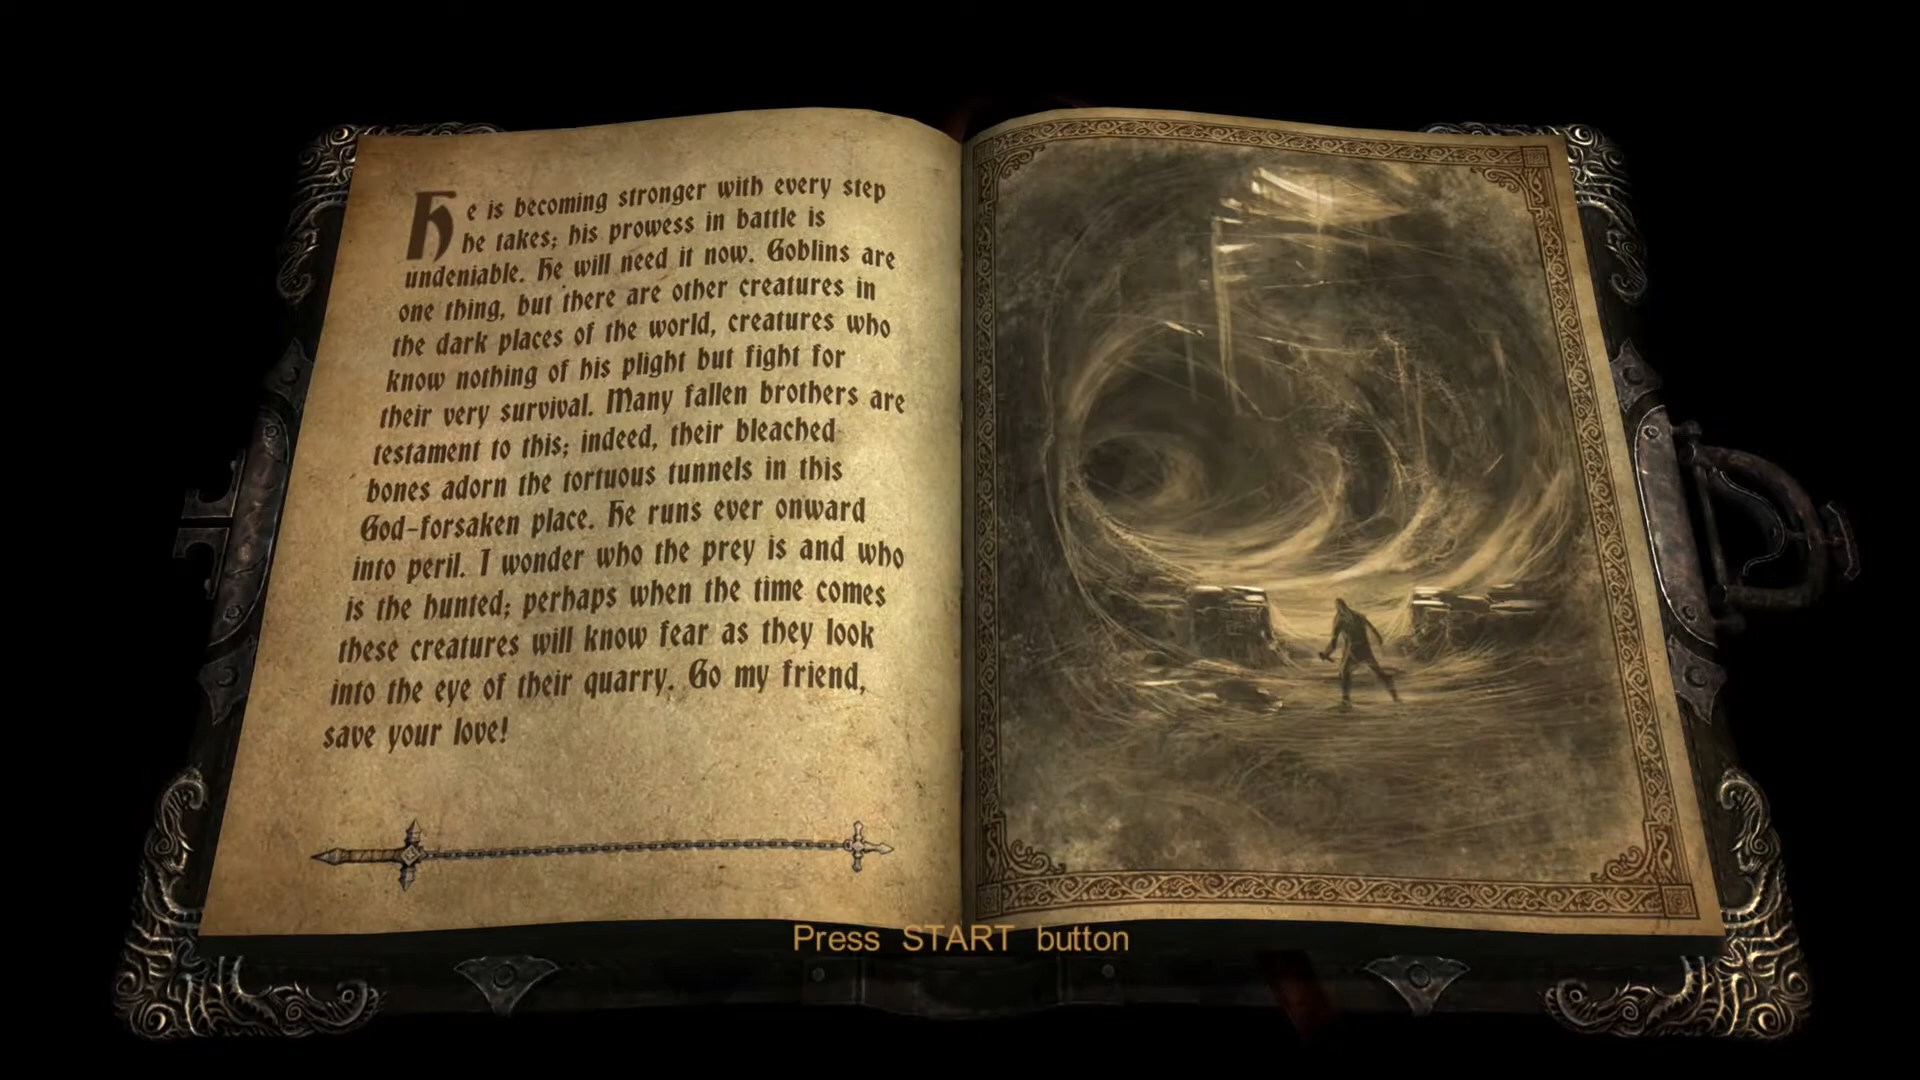 He is becoming stronger with every step
he takes; his prowess in battle is
undeniable. He will need it now. Goblins are
one thing, but there are other creatures in
the dark places of the world, creatures who
know nothing of his plight but fight for
their very survival. Many fallen brothers are
testament to this; indeed, their bleached
bones adorn the tortuous tunnels in this
God-forsaken place. He runs ever onward
into peril. I wonder who the prey is and who
is the hunted; perhaps when the time comes
these creatures will know fear as they look
into the eye of their quarry. Go my friend,
save your love!
Press START button